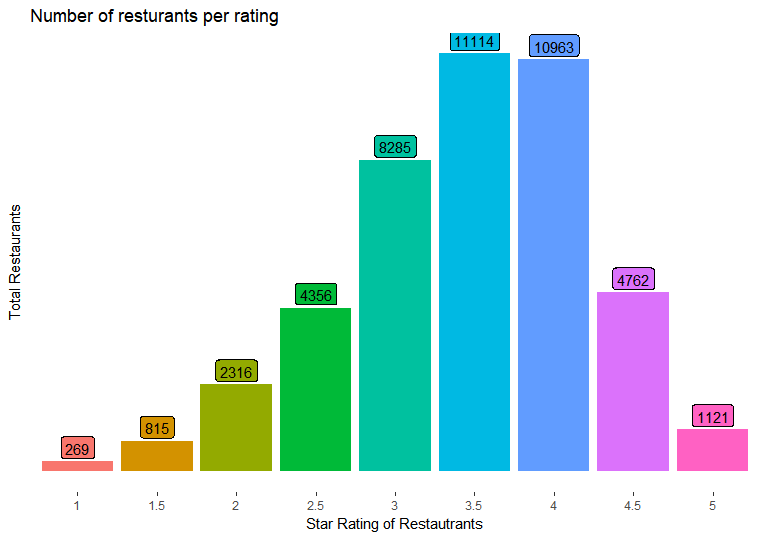 Number of resturants per rating
11114
10963
8285
4762
4356
2316
1121
815
269
Total Restaurants
1 1.5 2 2.5 3 3.5 4 4.5 5
Star Rating of Restautrants